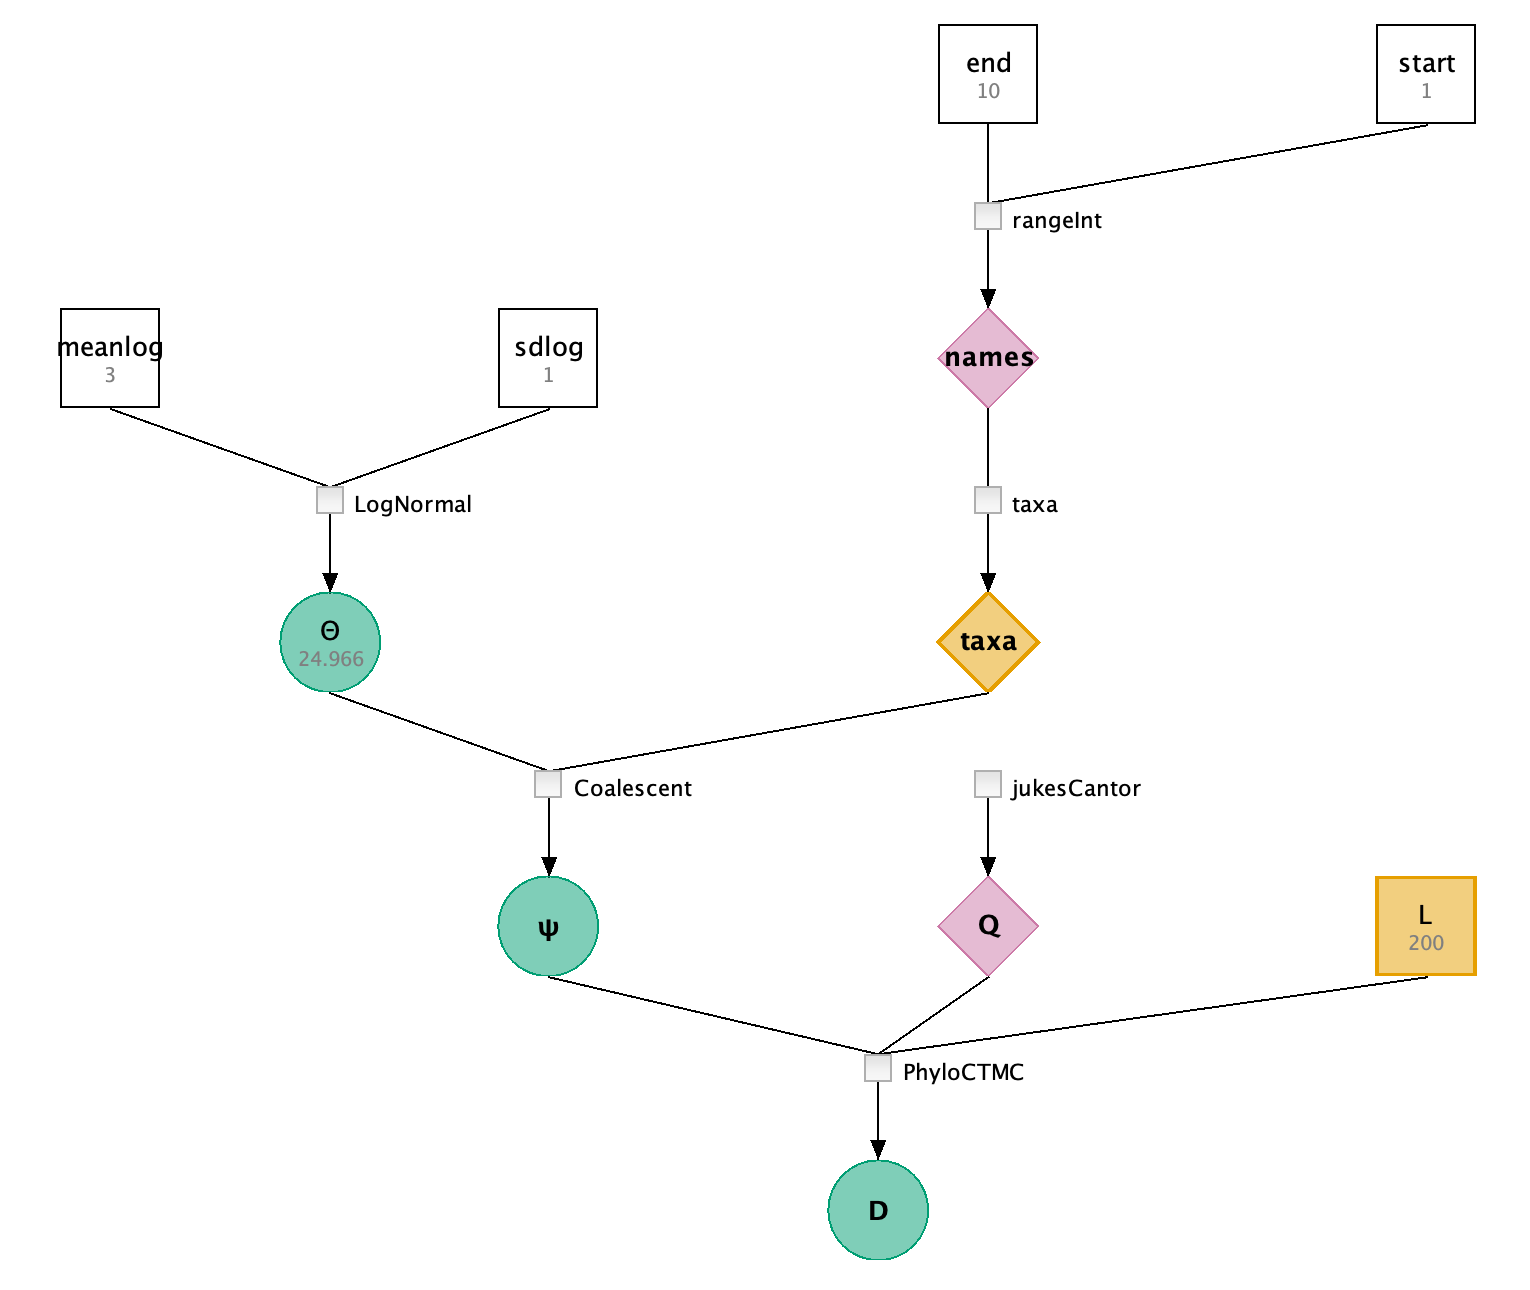 end
10
start
1
rangeInt
meanlog
3
sdlog
1
names
LogNormal
taxa
Θ
24.966
taxa
Coalescent
jukesCantor
ψ
Q
L
200
PhyloCTMC
D